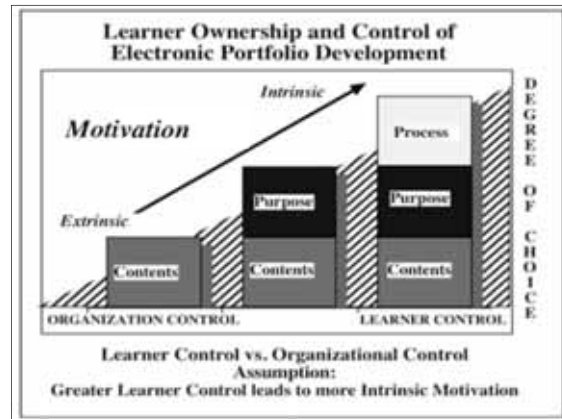 Learner Ownership and Control of
Electronic Portfolio Development
Intrinsic
Motivation
Process
Purpose
Purpose
Extrinsic
Contents
Contents
Contents
DEGREE OF CHOICE
ORGANIZATION CONTROL
LEARNER CONTROL
Learner Control vs. Organizational Control
Assumption:
Greater Learner Control leads to more Intrinsic Motivation